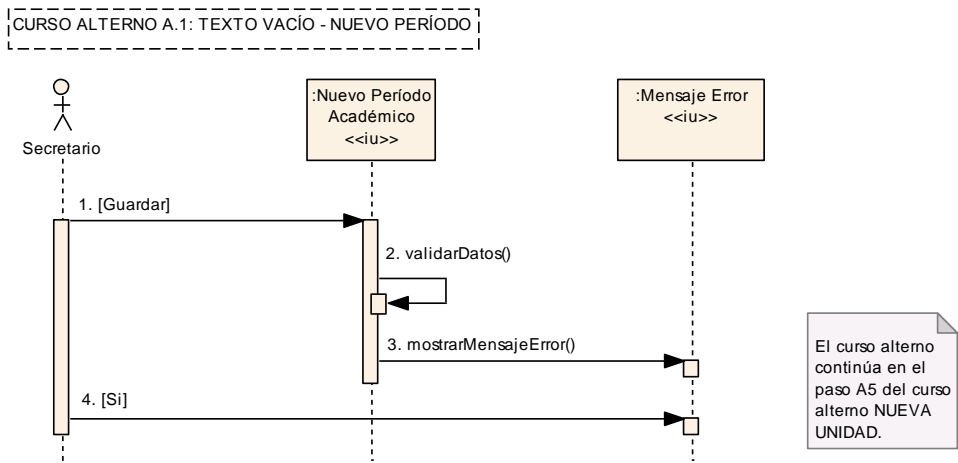 CURSO ALTERNO A.1: TEXTO VACÍO - NUEVO PERÍODO
Secretario
:Nuevo Período
Académico
<<iu>>
:Mensaje Error
<<iu>>
1. [Guardar]
2. validarDatos()
3. mostrarMensajeError()
4. [Si]
El curso alterno
continúa en el
paso A5 del curso
alterno NUEVA
UNIDAD.